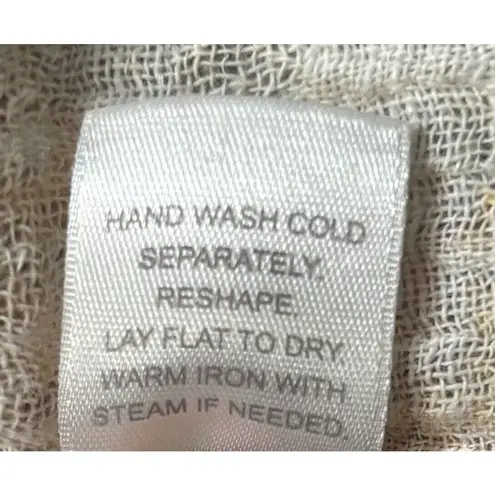 HAND WASH COLD
SEPARATELY.
RESHAPE.
LAY FLAT TO DRY.
WARM IRON WITH
STEAM IF NEEDED.